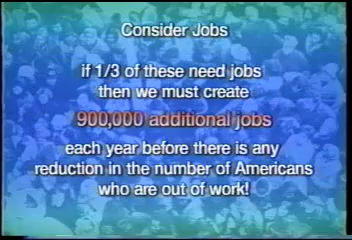 Consider Jobs
if 1/3 of these need jobs
then we must create
900,000 additional jobs
each year before there is any
reduction in the number of Americans
who are out of work!